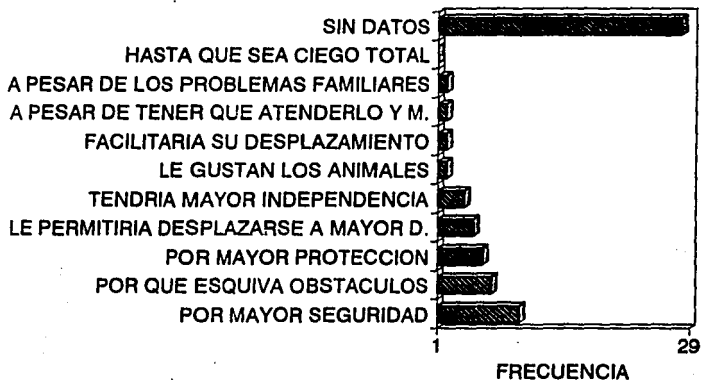 SIN DATOS
HASTA QUE SEA CIEGO TOTAL
A PESAR DE LOS PROBLEMAS FAMILIARES
A PESAR DE TENER QUE ATENDERLO Y M.
FACILITARIA SU DESPLAZAMIENTO
LE GUSTAN LOS ANIMALES
TENDRIA MAYOR INDEPENDENCIA
LE PERMITIRIA DESPLAZARSE A MAYOR D.
POR MAYOR PROTECCION
POR QUE ESQUIVA OBSTACULOS
POR MAYOR SEGURIDAD
1 29
FRECUENCIA